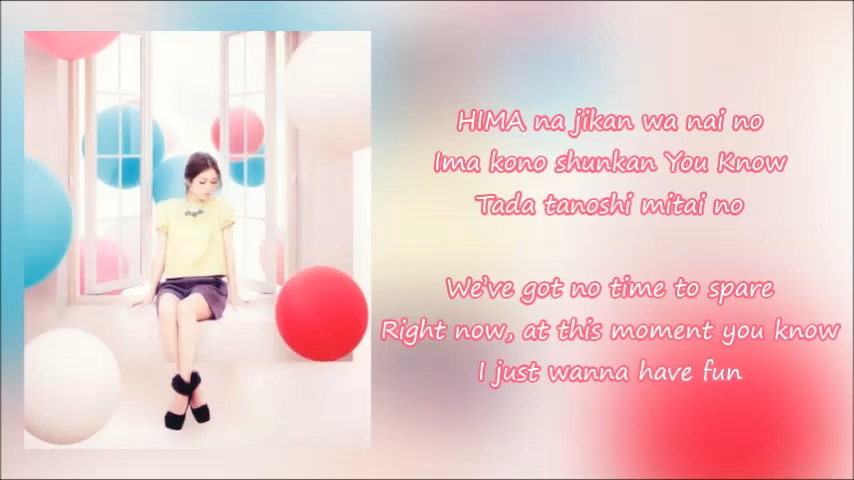 HIMA na jikan wa nai no
Ima kono shunkan You Know
Tada tanoshi mitai no
We've got no time to spare
Right now, at this moment you know
I just wanna have fun